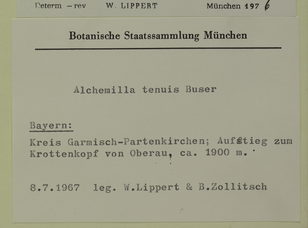 Determ – rev W. LIPPERT München 1976
Botanische Staatssammlung München
Alchemilla tenuis Buser
Bayern:
Kreis Garmisch-Partenkirchen; Aufstieg zum
Krottenkopf von Oberau, ca. 1900 m.
8.7.1967 leg. W.Lippert & B.Zollitsch